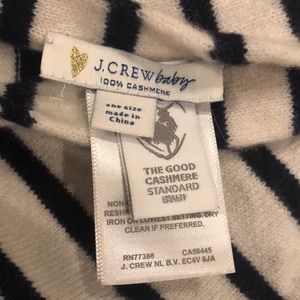 J.CREW baby
100% CASHMERE
one size
made in
China
THE GOOD
CASHMERE
STANDARD
NON-
RESHA
IRON ON LOWEST SETTING. DRY
CLEAN IF PREFERRED.
RN77388 CA56445
J. CREW NL B.V. EC4V 6JA